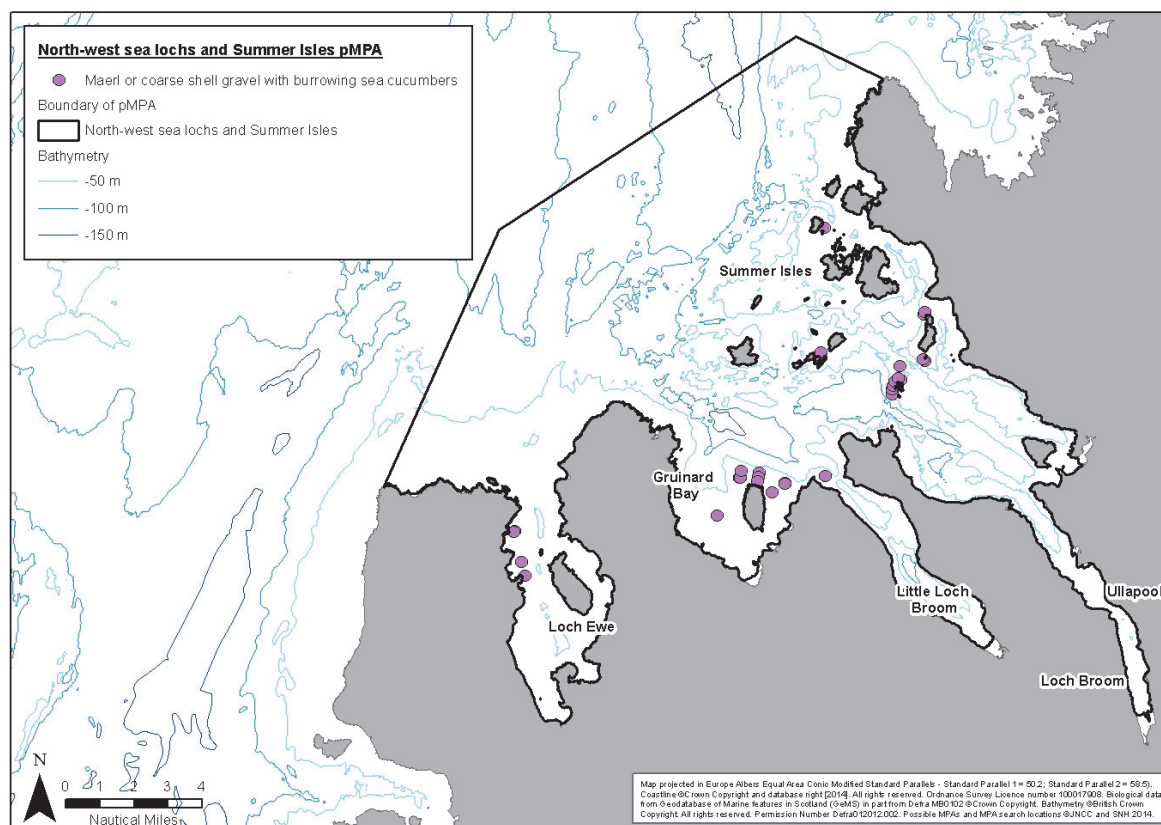 North-west sea lochs and Summer Isles pMPA
Maerl or coarse shell gravel with burrowing sea cucumbers
Boundary of pMPA
North-west sea lochs and Summer Isles
Bathymetry
-50 m
-100 m
-150 m
Summer Isles
Gruinard
Bay
Little Loch
Broom
Ullapool
Loch Ewe
Loch Broom
N
0 1 2 3 4
Nautical Miles
Map projected in Europe Albers Equal Area Conic Modified Standard Parallels - Standard Parallel 1 = 50.2; Standard Parallel 2 = 58.5).
Coastline ©Crown Copyright and database right [2014]. All rights reserved. Ordnance Survey Licence number 100017908. Biological data
from Geodatabase of Marine features in Scotland (GeMS) in part from Defra MB0102 ©Crown Copyright. Bathymetry ©British Crown
Copyright. All rights reserved. Permission Number Defra012012.002. Possible MPAs and MPA search locations ©JNCC and SNH 2014.